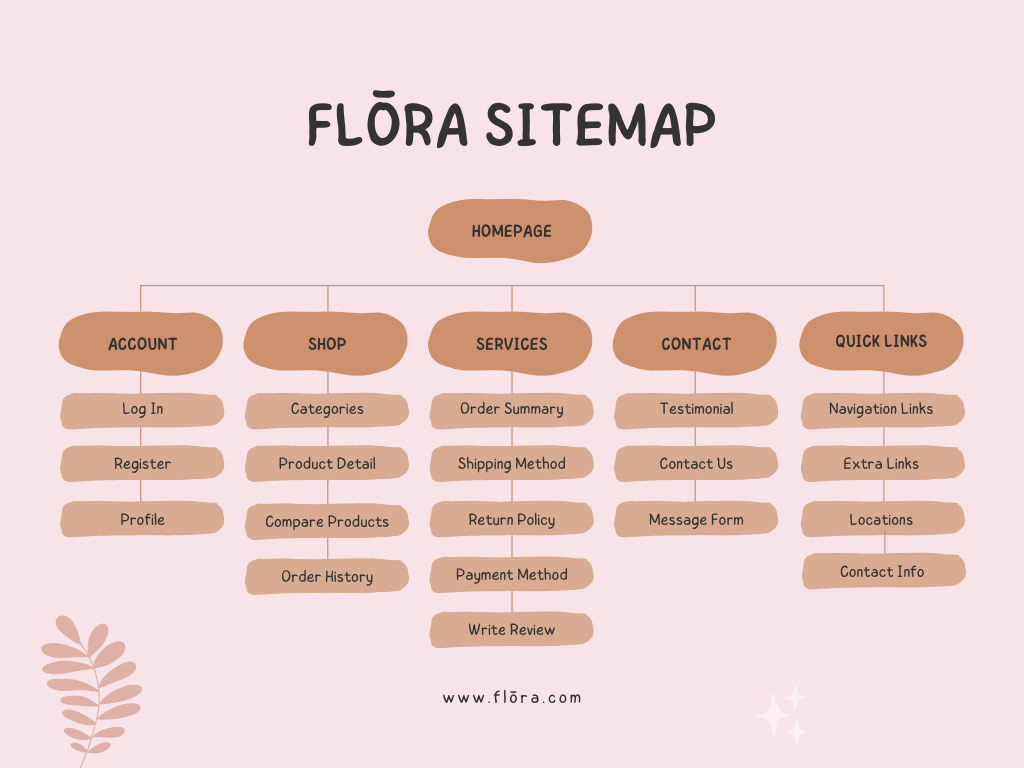 FLŌRA SITEMAP
HOMEPAGE
ACCOUNT
Log In
Register
Profile
SHOP
Categories
Product Detail
Compare Products
Order History
SERVICES
Order Summary
Shipping Method
Return Policy
Payment Method
Write Review
CONTACT
Testimonial
Contact Us
Message Form
QUICK LINKS
Navigation Links
Extra Links
Locations
Contact Info
www.flōra.com